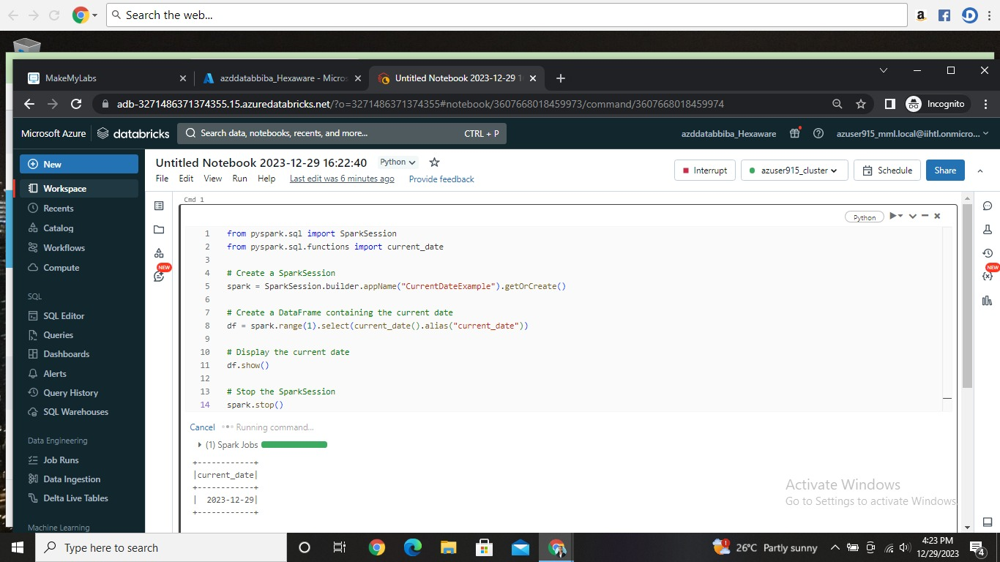 Search the web...
MakeMyLabs
azddatabbiba_Hexaware - Micros
Untitled Notebook 2023-12-29 1
adb-3271486371374355.15.azuredatabricks.net/?o=3271486371374355#notebook/3607668018459973/command/3607668018459974
Incognito
Microsoft Azure
databricks
Search data, notebooks, recents, and more...
CTRL + P
azddatabbiba_Hexaware
azuser915_mml.local@iihtl.onmicro...
New
Workspace
Recents
Catalog
Workflows
Compute
SQL
SQL Editor
Queries
Dashboards
Alerts
Query History
SQL Warehouses
Data Engineering
Job Runs
Data Ingestion
Delta Live Tables
Machine Learning
Untitled Notebook 2023-12-29 16:22:40
Python
File Edit View Run Help Last edit was 6 minutes ago Provide feedback
Interrupt
azuser915_cluster
Schedule
Share
NEW
NEW
Cmd 1
Python
1 from pyspark.sql import SparkSession
2 from pyspark.sql.functions import current_date
3
4 # Create a SparkSession
5 spark = SparkSession.builder.appName("CurrentDateExample").getOrCreate()
6
7 # Create a DataFrame containing the current date
8 df = spark.range(1).select(current_date().alias("current_date"))
9
10 # Display the current date
11 df.show()
12
13 # Stop the SparkSession
14 spark.stop()
Cancel Running command...
(1) Spark Jobs
+------------+
|current_date|
+------------+
| 2023-12-29|
+------------+
Activate Windows
Go to Settings to activate Windows
Type here to search
26°C Partly sunny
4:23 PM
12/29/2023
4